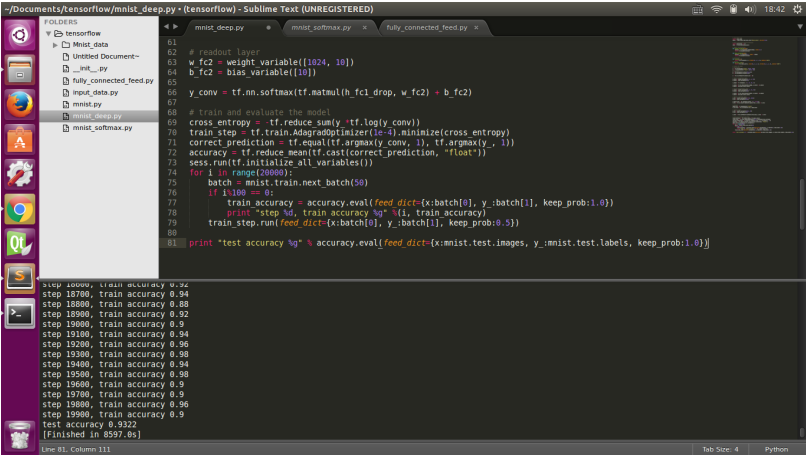 ~/Documents/tensorflow/mnist_deep.py • (tensorflow) - Sublime Text (UNREGISTERED)
18:42
FOLDERS
tensorflow
Mnist_data
Untitled Document~
__init__.py
fully_connected_feed.py
input_data.py
mnist.py
mnist_deep.py
mnist_softmax.py
mnist_deep.py
mnist_softmax.py ×
fully_connected_feed.py ×
61
62 # readout layer
63 w_fc2 = weight_variable([1024, 10])
64 b_fc2 = bias_variable([10])
65
66 y_conv = tf.nn.softmax(tf.matmul(h_fc1_drop, w_fc2) + b_fc2)
67
68 # train and evaluate the model
69 cross_entropy = -tf.reduce_sum(y_*tf.log(y_conv))
70 train_step = tf.train.AdagradOptimizer(1e-4).minimize(cross_entropy)
71 correct_prediction = tf.equal(tf.argmax(y_conv, 1), tf.argmax(y_, 1))
72 accuracy = tf.reduce_mean(tf.cast(correct_prediction, "float"))
73 sess.run(tf.initialize_all_variables())
74 for i in range(20000):
75 batch = mnist.train.next_batch(50)
76 if i%100 == 0:
77 train_accuracy = accuracy.eval(feed_dict={x:batch[0], y_:batch[1], keep_prob:1.0})
78 print "step %d, train accuracy %g" %(i, train_accuracy)
79 train_step.run(feed_dict={x:batch[0], y_:batch[1], keep_prob:0.5})
80
81 print "test accuracy %g" % accuracy.eval(feed_dict={x:mnist.test.images, y_:mnist.test.labels, keep_prob:1.0})
step 18600, train accuracy 0.92
step 18700, train accuracy 0.94
step 18800, train accuracy 0.88
step 18900, train accuracy 0.92
step 19000, train accuracy 0.9
step 19100, train accuracy 0.94
step 19200, train accuracy 0.96
step 19300, train accuracy 0.98
step 19400, train accuracy 0.94
step 19500, train accuracy 0.98
step 19600, train accuracy 0.9
step 19700, train accuracy 0.9
step 19800, train accuracy 0.96
step 19900, train accuracy 0.9
test accuracy 0.9322
[Finished in 8597.0s]
Line 81, Column 111
Tab Size: 4
Python